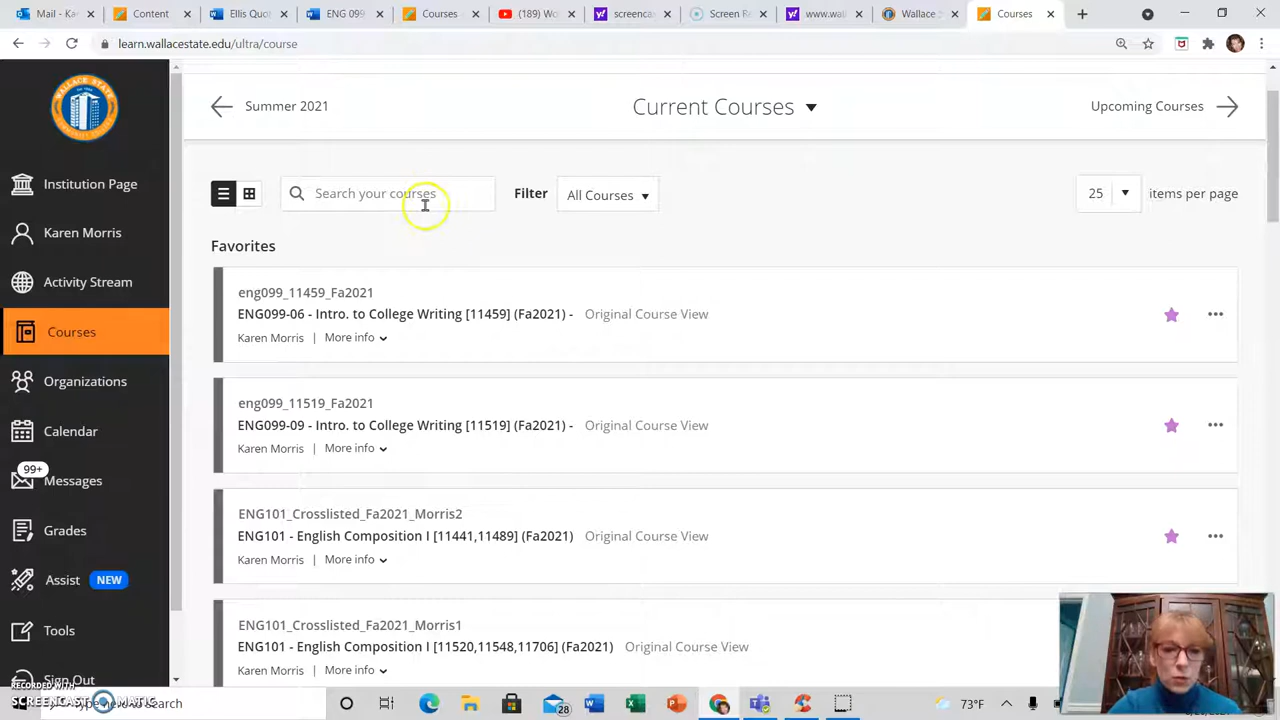 Mail - Kar
Word
Ellis Quo
ENG 099
Courses
(189) Wo
screenca
Screen Re
www.wal
Wallace
Courses
learn.wallacestate.edu/ultra/course
Summer 2021
Current Courses
Upcoming Courses
Search your courses
Filter
All Courses
25
items per page
Institution Page
Karen Morris
Activity Stream
Courses
Organizations
Calendar
99+
Messages
Grades
Assist NEW
Tools
Sign Out
Favorites
eng099_11459_Fa2021
ENG099-06 - Intro. to College Writing [11459] (Fa2021) - Original Course View
Karen Morris | More info
eng099_11519_Fa2021
ENG099-09 - Intro. to College Writing [11519] (Fa2021) - Original Course View
Karen Morris | More info
ENG101_Crosslisted_Fa2021_Morris2
ENG101 - English Composition I [11441,11489] (Fa2021) Original Course View
Karen Morris | More info
ENG101_Crosslisted_Fa2021_Morris1
ENG101 - English Composition I [11520,11548,11706] (Fa2021) Original Course View
Karen Morris | More info
RECORDED WITH
SCREENCAST MATIC
here to search
28
73°F